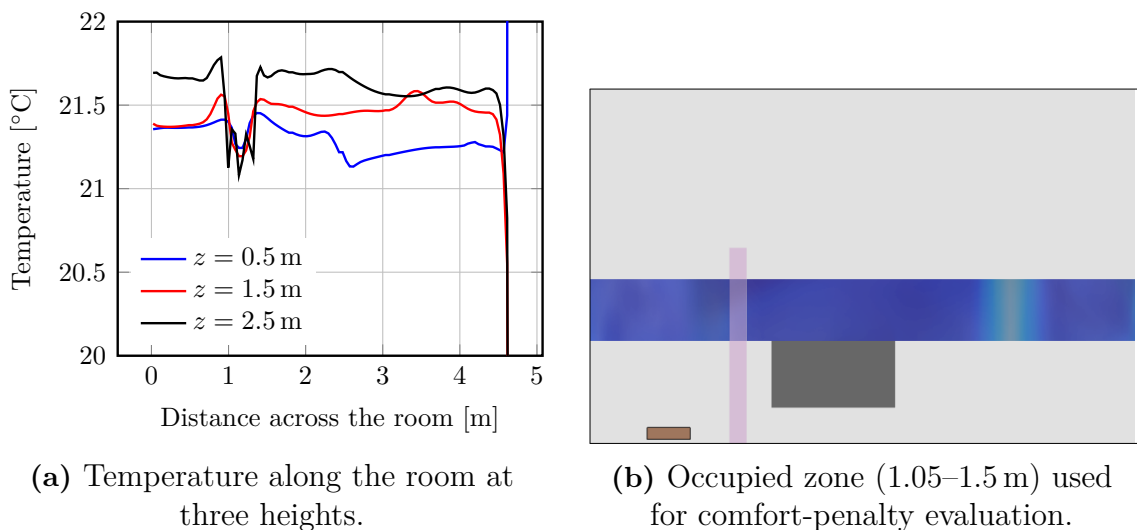 22
21.5
21
20.5
20
Temperature [°C]
z = 0.5 m
z = 1.5 m
z = 2.5 m
0 1 2 3 4 5
Distance across the room [m]
(a) Temperature along the room at
three heights.
(b) Occupied zone (1.05–1.5 m) used
for comfort-penalty evaluation.